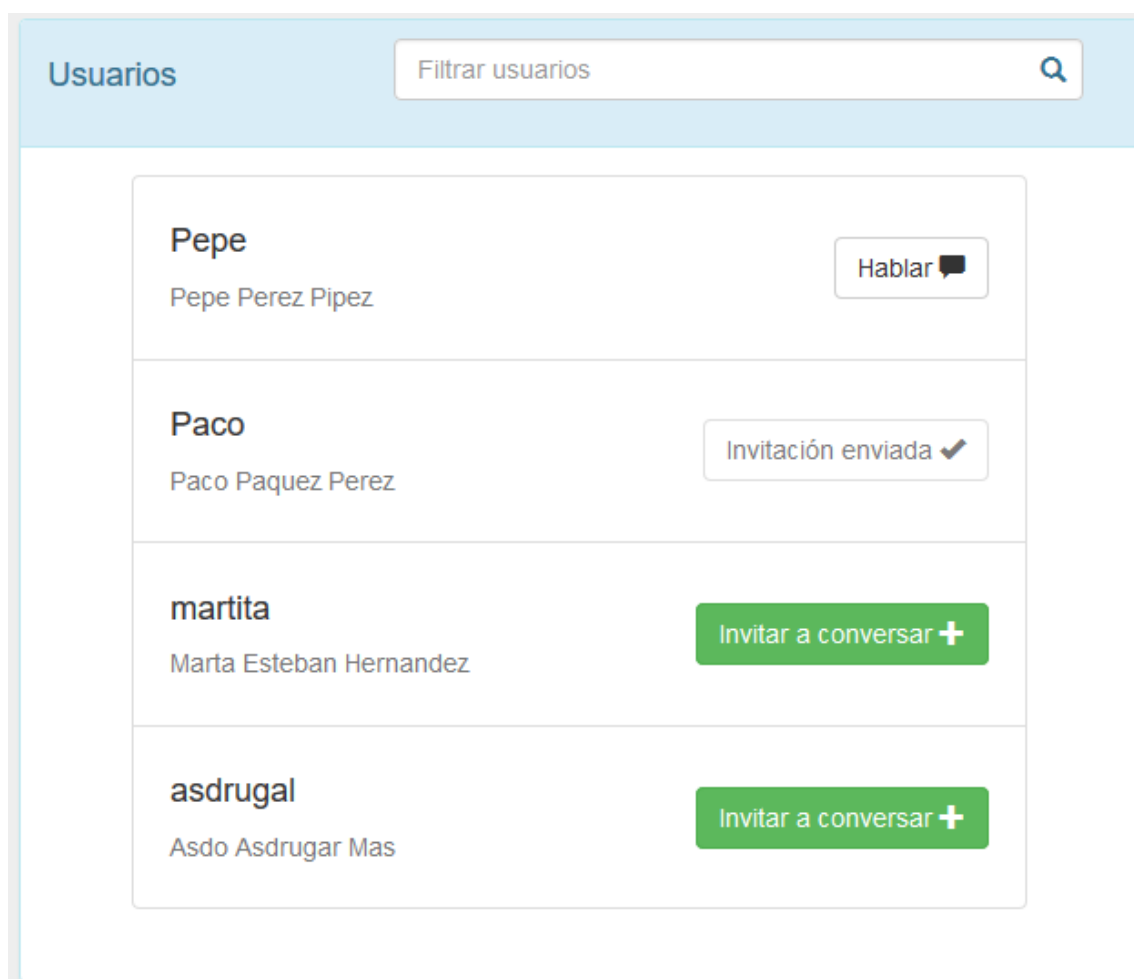 Usuarios
Filtrar usuarios
Pepe
Hablar
Pepe Perez Pipez
Paco
Invitación enviada
Paco Paquez Perez
martita
Invitar a conversar
Marta Esteban Hernandez
asdrugal
Invitar a conversar
Asdo Asdrugar Mas